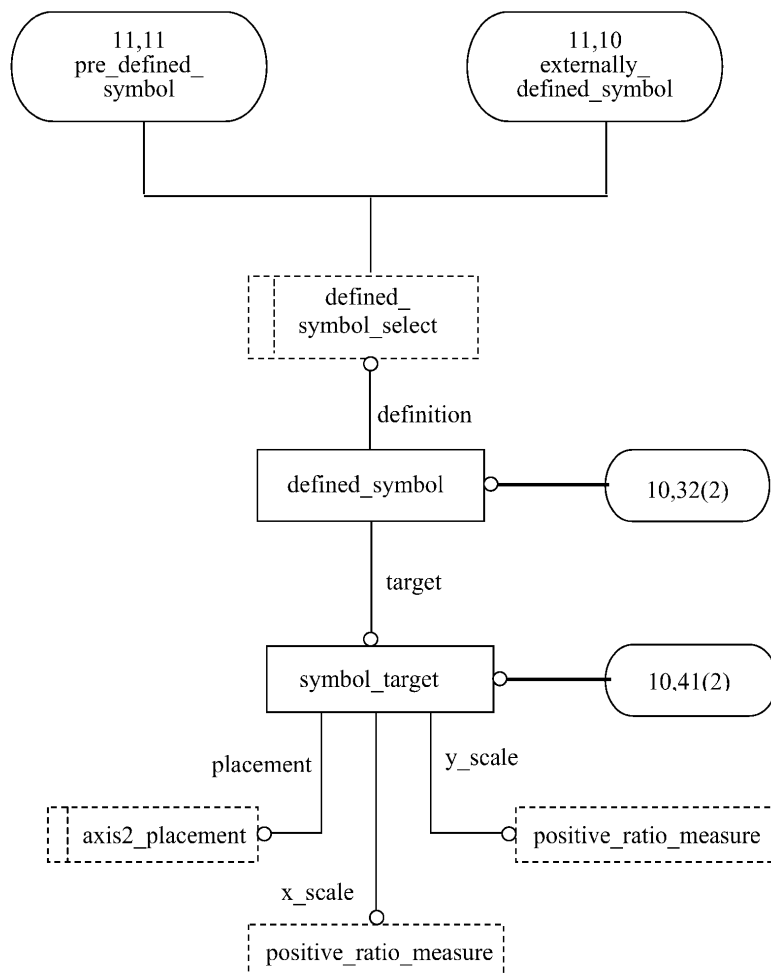 11,11
pre_defined_
symbol
11,10
externally_
defined_symbol
defined_
symbol_select
definition
defined_symbol
10,32(2)
target
symbol_target
10,41(2)
placement
y_scale
axis2_placement
positive_ratio_measure
x_scale
positive_ratio_measure